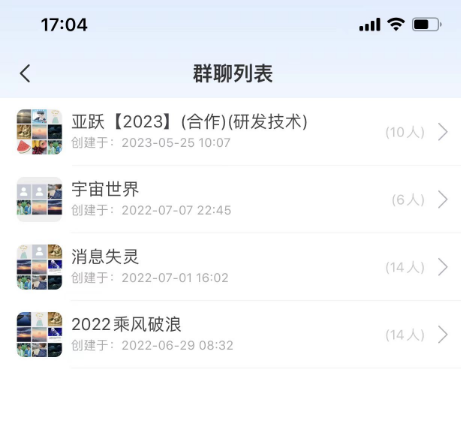 17:04
群聊列表
亚跃【2023】(合作)(研发技术)
创建于：2023-05-25 10:07
(10人)
宇宙世界
创建于：2022-07-07 22:45
(6人)
消息失灵
创建于：2022-07-01 16:02
(14人)
2022乘风破浪
创建于：2022-06-29 08:32
(14人)